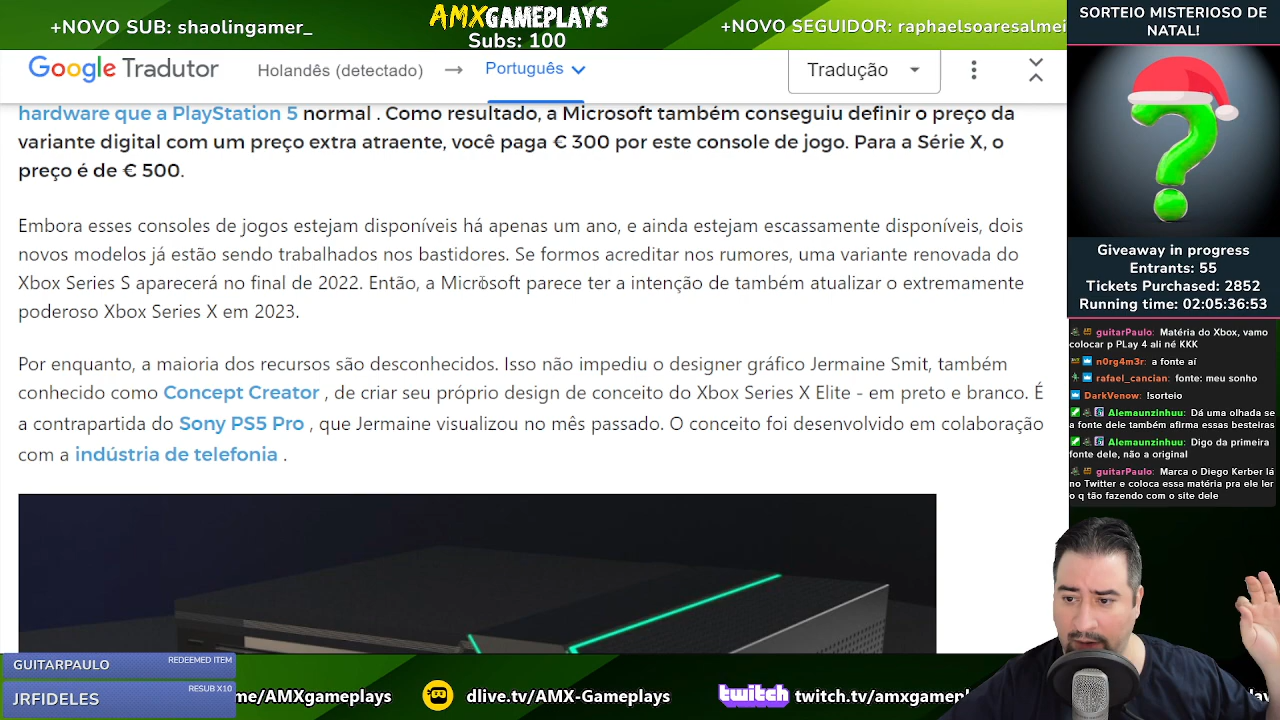 +NOVO SUB: shaolingamer_
AMXGAMEPLAYS
Subs: 100
+NOVO SEGUIDOR: raphaelsoaresalmei
SORTEIO MISTERIOSO DE
NATAL!
Google Tradutor
Holandês (detectado) → Português
Tradução
hardware que a PlayStation 5 normal . Como resultado, a Microsoft também conseguiu definir o preço da
variante digital com um preço extra atraente, você paga € 300 por este console de jogo. Para a Série X, o
preço é de € 500.
Embora esses consoles de jogos estejam disponíveis há apenas um ano, e ainda estejam escassamente disponíveis, dois
novos modelos já estão sendo trabalhados nos bastidores. Se formos acreditar nos rumores, uma variante renovada do
Xbox Series S aparecerá no final de 2022. Então, a Microsoft parece ter a intenção de também atualizar o extremamente
poderoso Xbox Series X em 2023.
Por enquanto, a maioria dos recursos são desconhecidos. Isso não impediu o designer gráfico Jermaine Smit, também
conhecido como Concept Creator , de criar seu próprio design de conceito do Xbox Series X Elite - em preto e branco. É
a contrapartida do Sony PS5 Pro , que Jermaine visualizou no mês passado. O conceito foi desenvolvido em colaboração
com a indústria de telefonia .
Giveaway in progress
Entrants: 55
Tickets Purchased: 2852
Running time: 02:05:36:53
guitarPaulo: Matéria do Xbox, vamo
colocar p PLay 4 ali né KKK
n0rg4m3r: a fonte aí
rafael_cancian: fonte: meu sonho
DarkVenow: !sorteio
Alemaunzinhuu: Dá uma olhada se
a fonte dele também afirma essas besteiras
Alemaunzinhuu: Digo da primeira
fonte dele, não a original
guitarPaulo: Marca o Diego Kerber lá
no Twitter e coloca essa matéria pra ele ler
o q tão fazendo com o site dele
GUITARPAULO
REDEEMED ITEM
JRFIDELES
RESUB X10
me/AMXgameplays
dlive.tv/AMX-Gameplays
twitch
twitch.tv/amxgamep